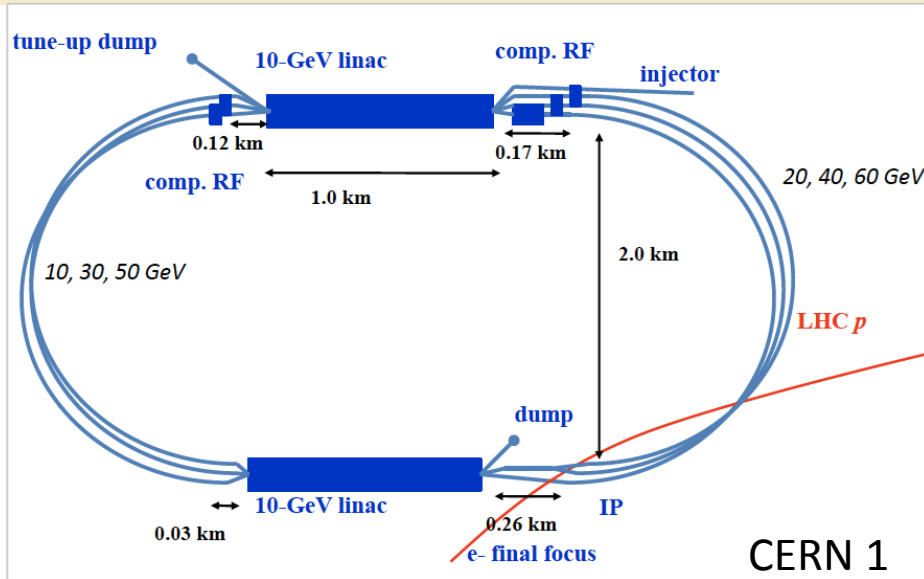 tune-up dump
10-GeV linac
comp. RF
injector
0.12 km
0.17 km
comp. RF
1.0 km
20, 40, 60 GeV
2.0 km
10, 30, 50 GeV
LHC p
dump
10-GeV linac
IP
0.03 km
0.26 km
e- final focus
CERN 1